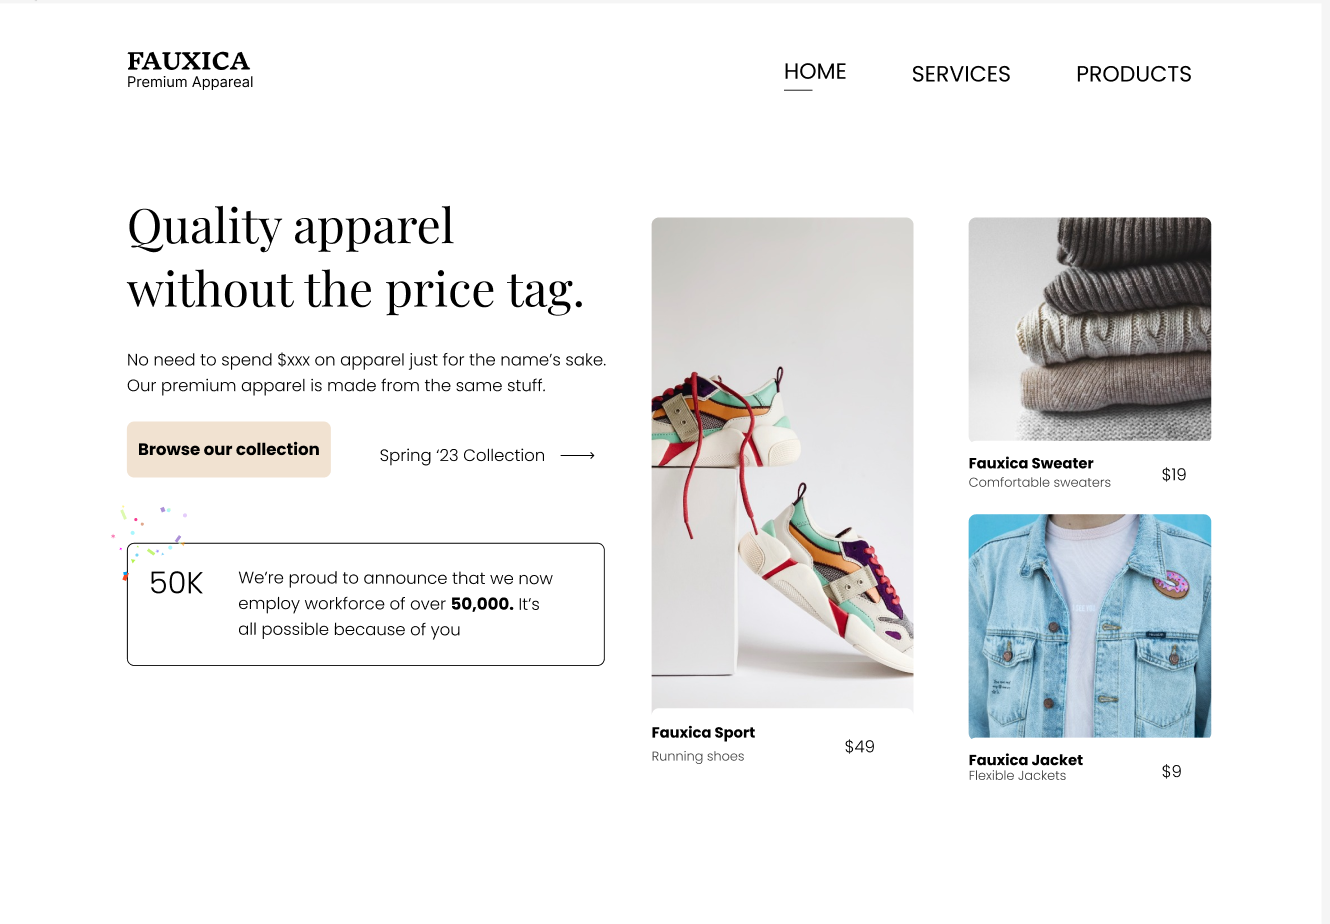 FAUXICA
Premium Appareal
HOME
SERVICES
PRODUCTS
Quality apparel
without the price tag.
No need to spend $xxx on apparel just for the name’s sake.
Our premium apparel is made from the same stuff.
Browse our collection
Spring ‘23 Collection
50K
We’re proud to announce that we now
employ workforce of over 50,000. It’s
all possible because of you
Fauxica Sport
Running shoes
$49
Fauxica Sweater
Comfortable sweaters
$19
Fauxica Jacket
Flexible Jackets
$9